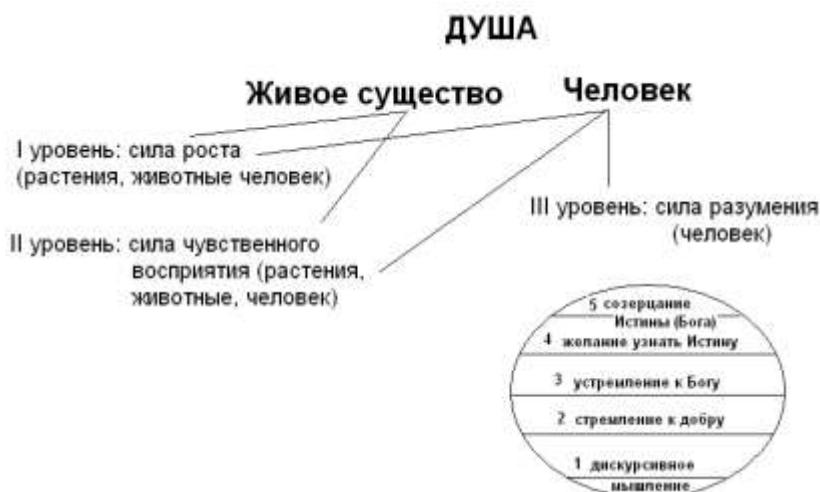 ДУША
Живое существо Человек
I уровень: сила роста
(растения, животные человек)
II уровень: сила чувственного
восприятия (растения,
животные, человек)
III уровень: сила разумения
(человек)
5 созерцание
Истины (Бога)
4 желание узнать Истину
3 устремление к Богу
2 стремление к добру
1 дискурсивное
мышление